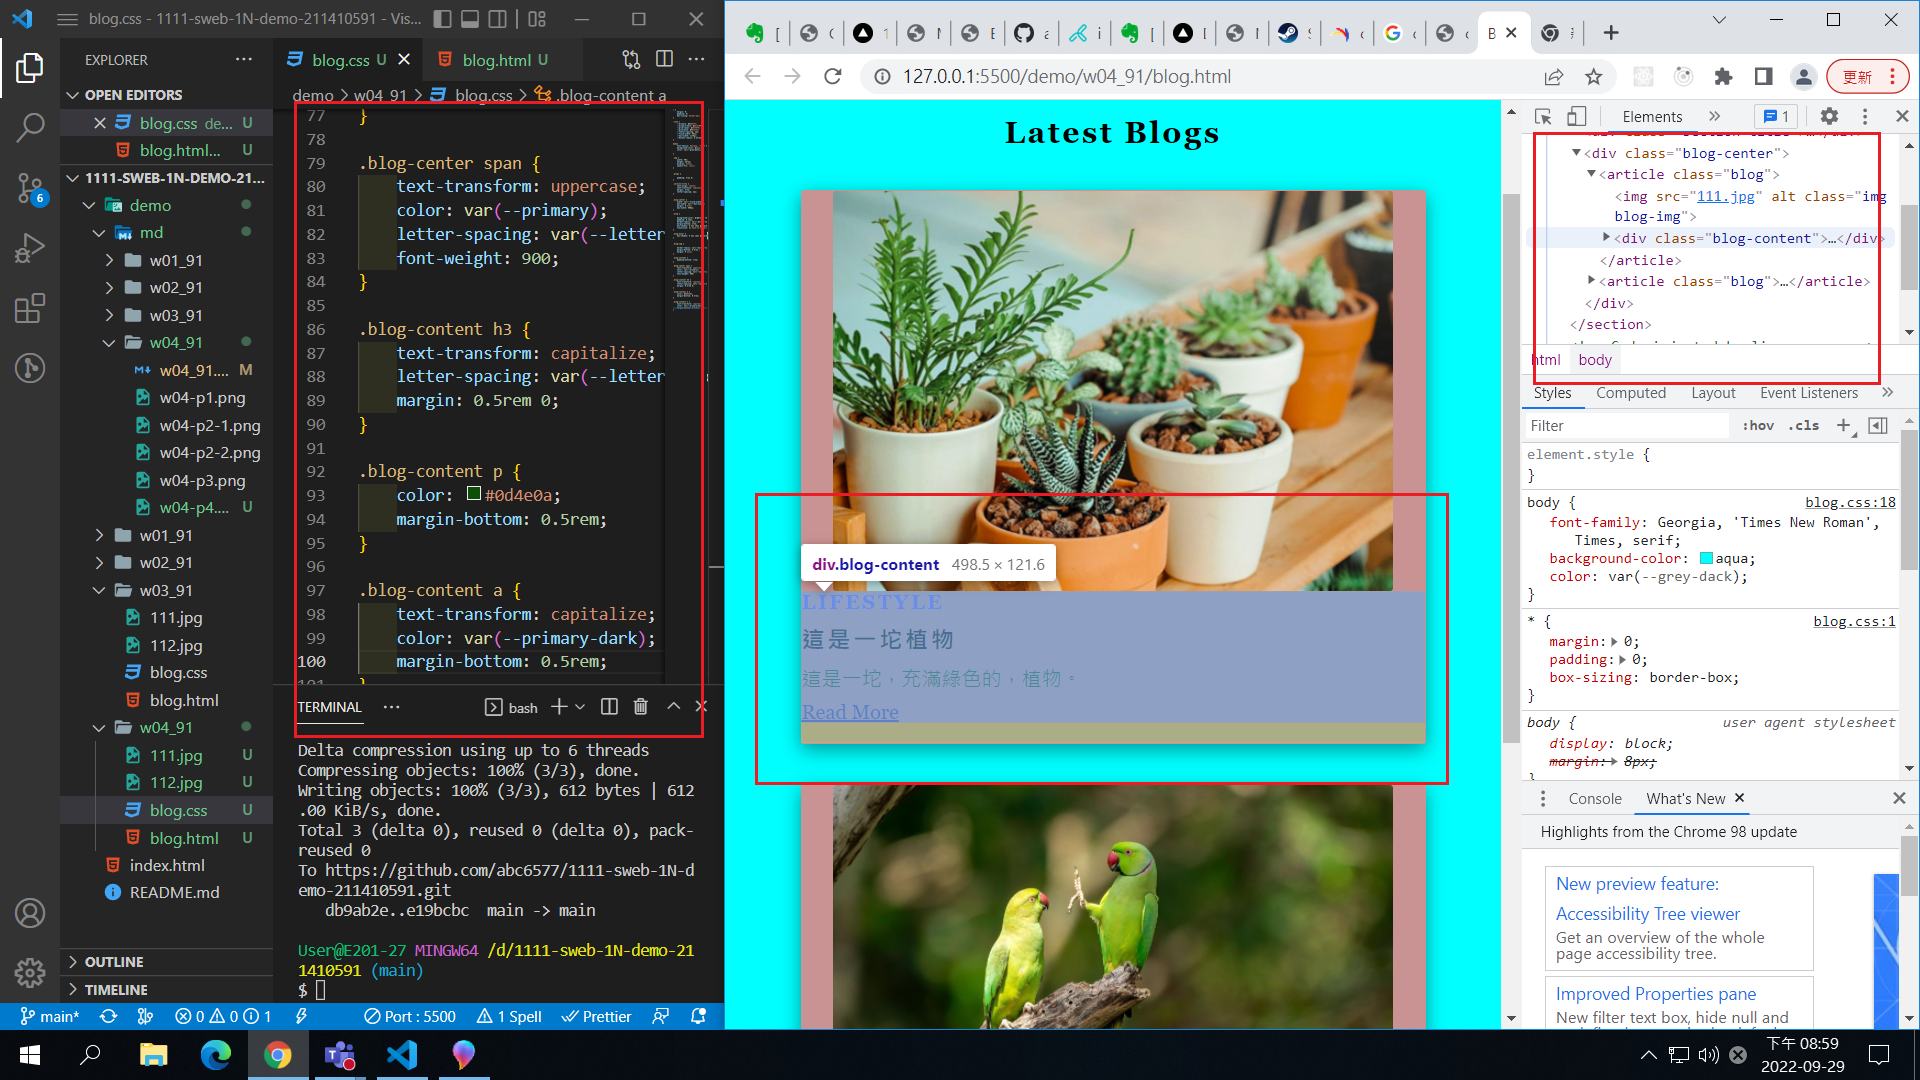 blog.css - 1111-sweb-1N-demo-211410591 - Vis...
EXPLORER
OPEN EDITORS
blog.css de... U
blog.html... U
1111-SWEB-1N-DEMO-21...
demo
md
w01_91
w02_91
w03_91
w04_91
w04_91.... M
w04-p1.png
w04-p2-1.png
w04-p2-2.png
w04-p3.png
w04-p4.... U
w01_91
w02_91
w03_91
111.jpg
112.jpg
blog.css
blog.html
w04_91
111.jpg U
112.jpg U
blog.css U
blog.html U
index.html
README.md
OUTLINE
TIMELINE
6
blog.css U
blog.html U
demo > w04_91 > blog.css > .blog-content a
77 }
78
79 .blog-center span {
80 text-transform: uppercase;
81 color: var(--primary);
82 letter-spacing: var(--letter
83 font-weight: 900;
84 }
85
86 .blog-content h3 {
87 text-transform: capitalize;
88 letter-spacing: var(--letter
89 margin: 0.5rem 0;
90 }
91
92 .blog-content p {
93 color: #0d4e0a;
94 margin-bottom: 0.5rem;
95 }
96
97 .blog-content a {
98 text-transform: capitalize;
99 color: var(--primary-dark);
100 margin-bottom: 0.5rem;
TERMINAL
bash
Delta compression using up to 6 threads
Compressing objects: 100% (3/3), done.
Writing objects: 100% (3/3), 612 bytes | 612
.00 KiB/s, done.
Total 3 (delta 0), reused 0 (delta 0), pack-
reused 0
To https://github.com/abc6577/1111-sweb-1N-d
emo-211410591.git
db9ab2e..e19bcbc main -> main
User@E201-27 MINGW64 /d/1111-sweb-1N-demo-21
1410591 (main)
$
main*
0 0 1
Port : 5500
1 Spell
Prettier
127.0.0.1:5500/demo/w04_91/blog.html
更新
Latest Blogs
div.blog-content 498.5 × 121.6
LIFESTYLE
這是一坨植物
這是一坨，充滿綠色的，植物。
Read More
Elements
1
<div class="blog-center">
<article class="blog">
<img src="111.jpg" alt class="img
blog-img">
<div class="blog-content">…</div>
</article>
<article class="blog">…</article>
</div>
</section>
html body
Styles Computed Layout Event Listeners
Filter
:hov .cls
element.style {
}
body { blog.css:18
font-family: Georgia, 'Times New Roman',
Times, serif;
background-color: aqua;
color: var(--grey-dack);
}
* { blog.css:1
margin: 0;
padding: 0;
box-sizing: border-box;
}
body { user agent stylesheet
display: block;
margin: 8px;
Console What's New
Highlights from the Chrome 98 update
New preview feature:
Accessibility Tree viewer
Get an overview of the whole
page accessibility tree.
Improved Properties pane
New filter text box, hide null and
下午 08:59
2022-09-29